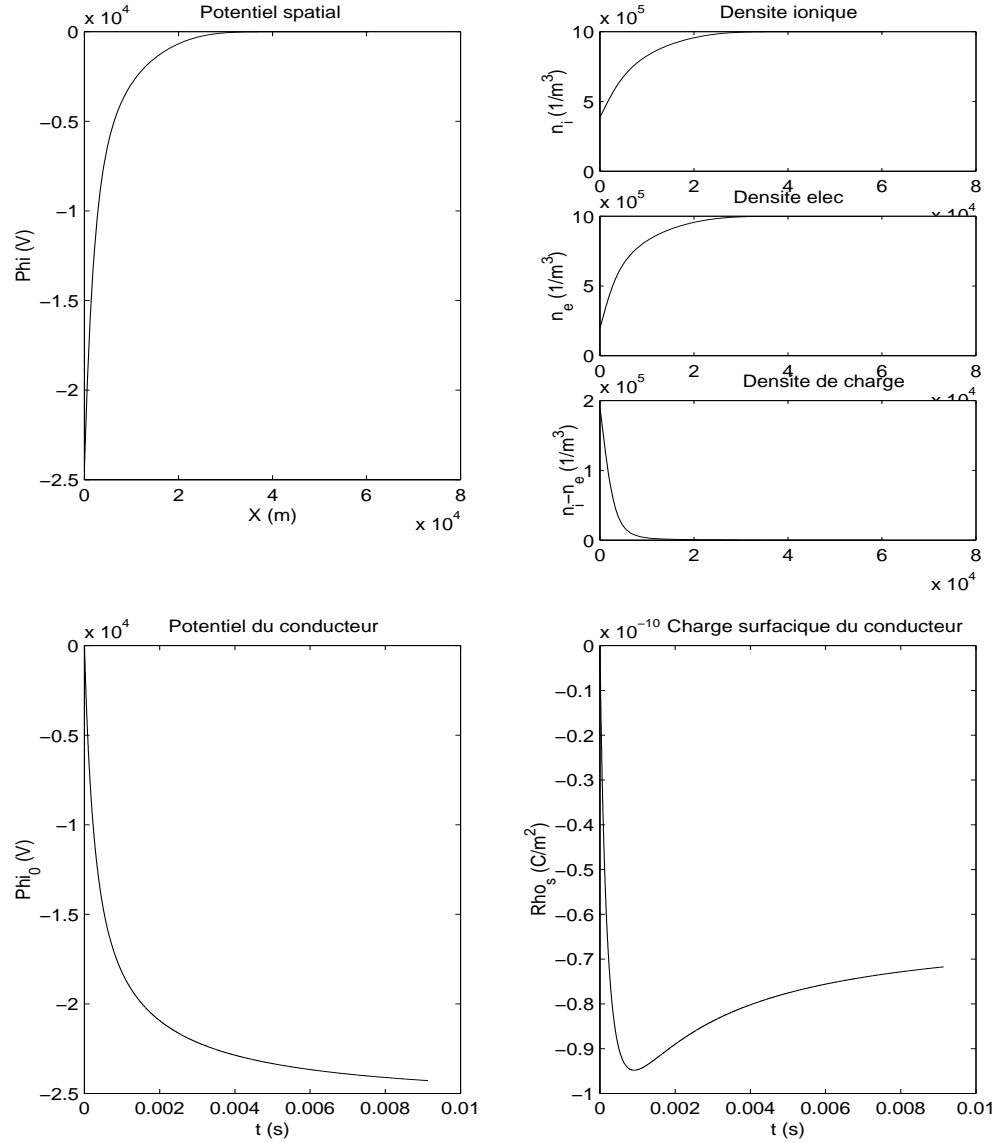 Potentiel spatial
x 10^4
0
−0.5
−1
−1.5
−2
−2.5
Phi (V)
0 2 4 6 8
X (m)
x 10^4
Densite ionique
x 10^5
10
5
0
n_i (1/m^3)
0 2 4 6 8
x 10^4
Densite elec
x 10^5
10
5
0
n_e (1/m^3)
0 2 4 6 8
x 10^4
Densite de charge
x 10^5
2
1
0
n_i−n_e (1/m^3)
0 2 4 6 8
x 10^4
Potentiel du conducteur
x 10^4
0
−0.5
−1
−1.5
−2
−2.5
Phi_0 (V)
0 0.002 0.004 0.006 0.008 0.01
t (s)
Charge surfacique du conducteur
x 10^−10
0
−0.1
−0.2
−0.3
−0.4
−0.5
−0.6
−0.7
−0.8
−0.9
−1
Rho_s (C/m^2)
0 0.002 0.004 0.006 0.008 0.01
t (s)